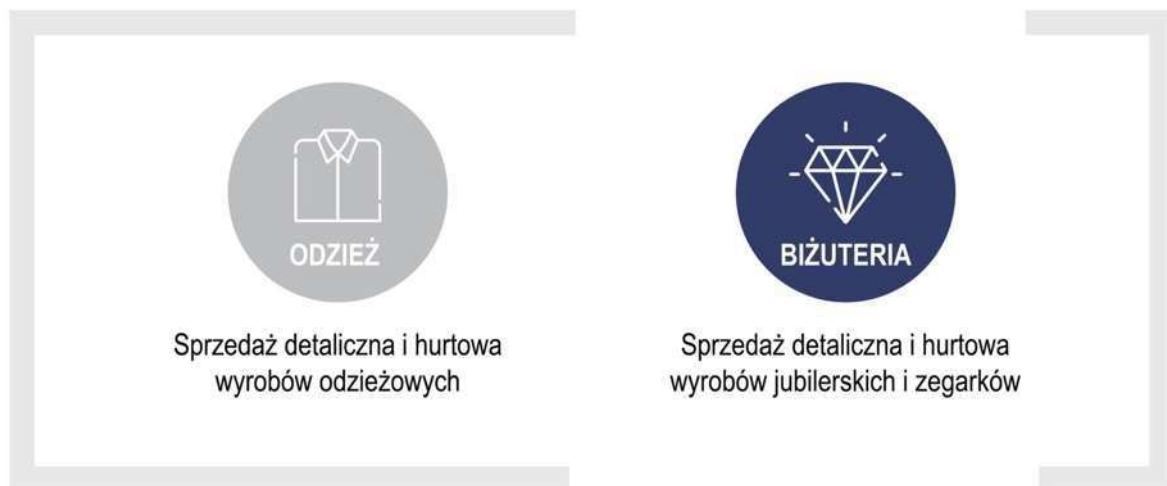 ODZIEŻ
Sprzedaż detaliczna i hurtowa
wyrobów odzieżowych
BIŻUTERIA
Sprzedaż detaliczna i hurtowa
wyrobów jubilerskich i zegarków